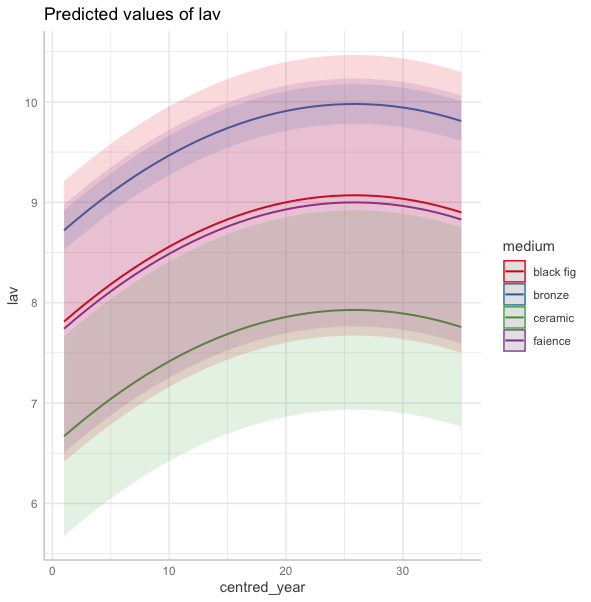 Predicted values of lav
lav
10
9
8
7
6
0 10 20 30
centred_year
medium
black fig
bronze
ceramic
faience